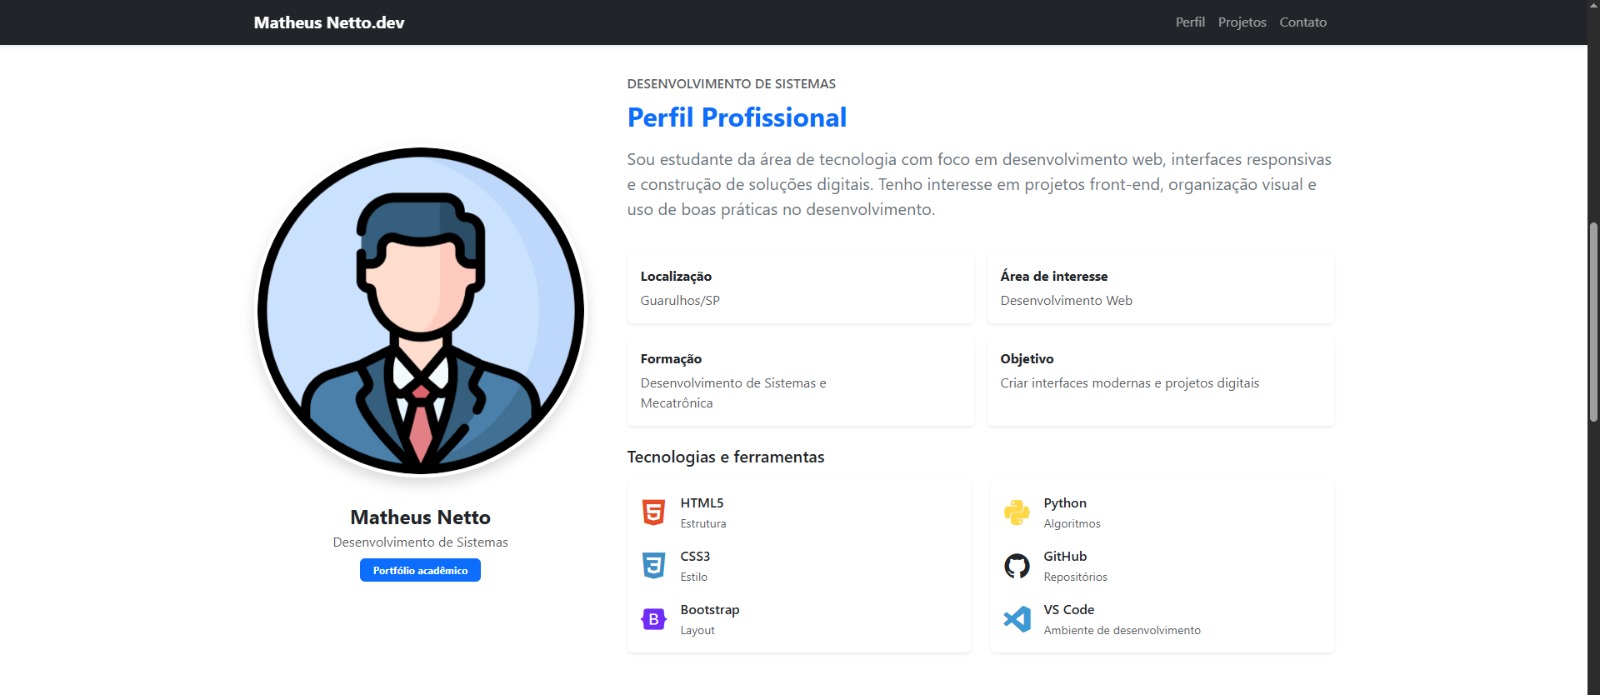 Matheus Netto.dev
Perfil Projetos Contato
DESENVOLVIMENTO DE SISTEMAS
Perfil Profissional
Sou estudante da área de tecnologia com foco em desenvolvimento web, interfaces responsivas
e construção de soluções digitais. Tenho interesse em projetos front-end, organização visual e
uso de boas práticas no desenvolvimento.
Localização
Guarulhos/SP
Área de interesse
Desenvolvimento Web
Formação
Desenvolvimento de Sistemas e
Mecatrônica
Objetivo
Criar interfaces modernas e projetos digitais
Tecnologias e ferramentas
HTML5
Estrutura
CSS3
Estilo
Bootstrap
Layout
Python
Algoritmos
GitHub
Repositórios
VS Code
Ambiente de desenvolvimento
Matheus Netto
Desenvolvimento de Sistemas
Portfólio acadêmico